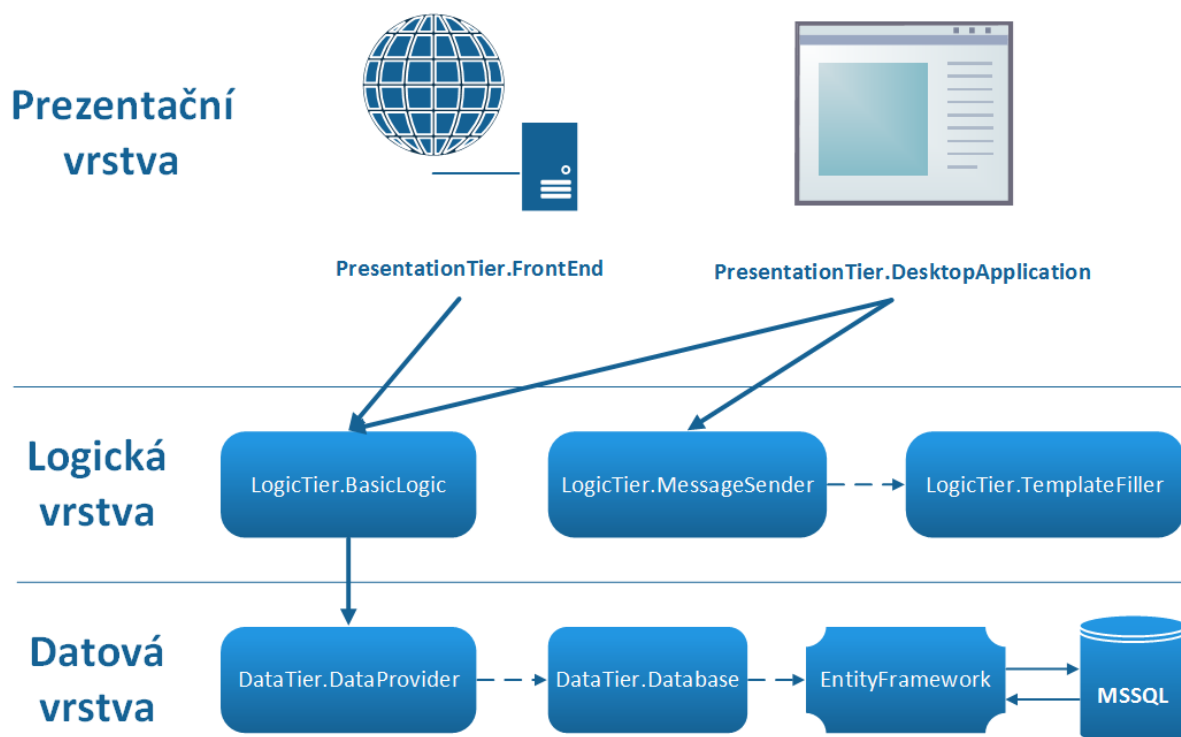 Prezentační
vrstva
PresentationTier.FrontEnd
PresentationTier.DesktopApplication
Logická
vrstva
LogicTier.BasicLogic
LogicTier.MessageSender
LogicTier.TemplateFiller
Datová
vrstva
DataTier.DataProvider
DataTier.Database
EntityFramework
MSSQL